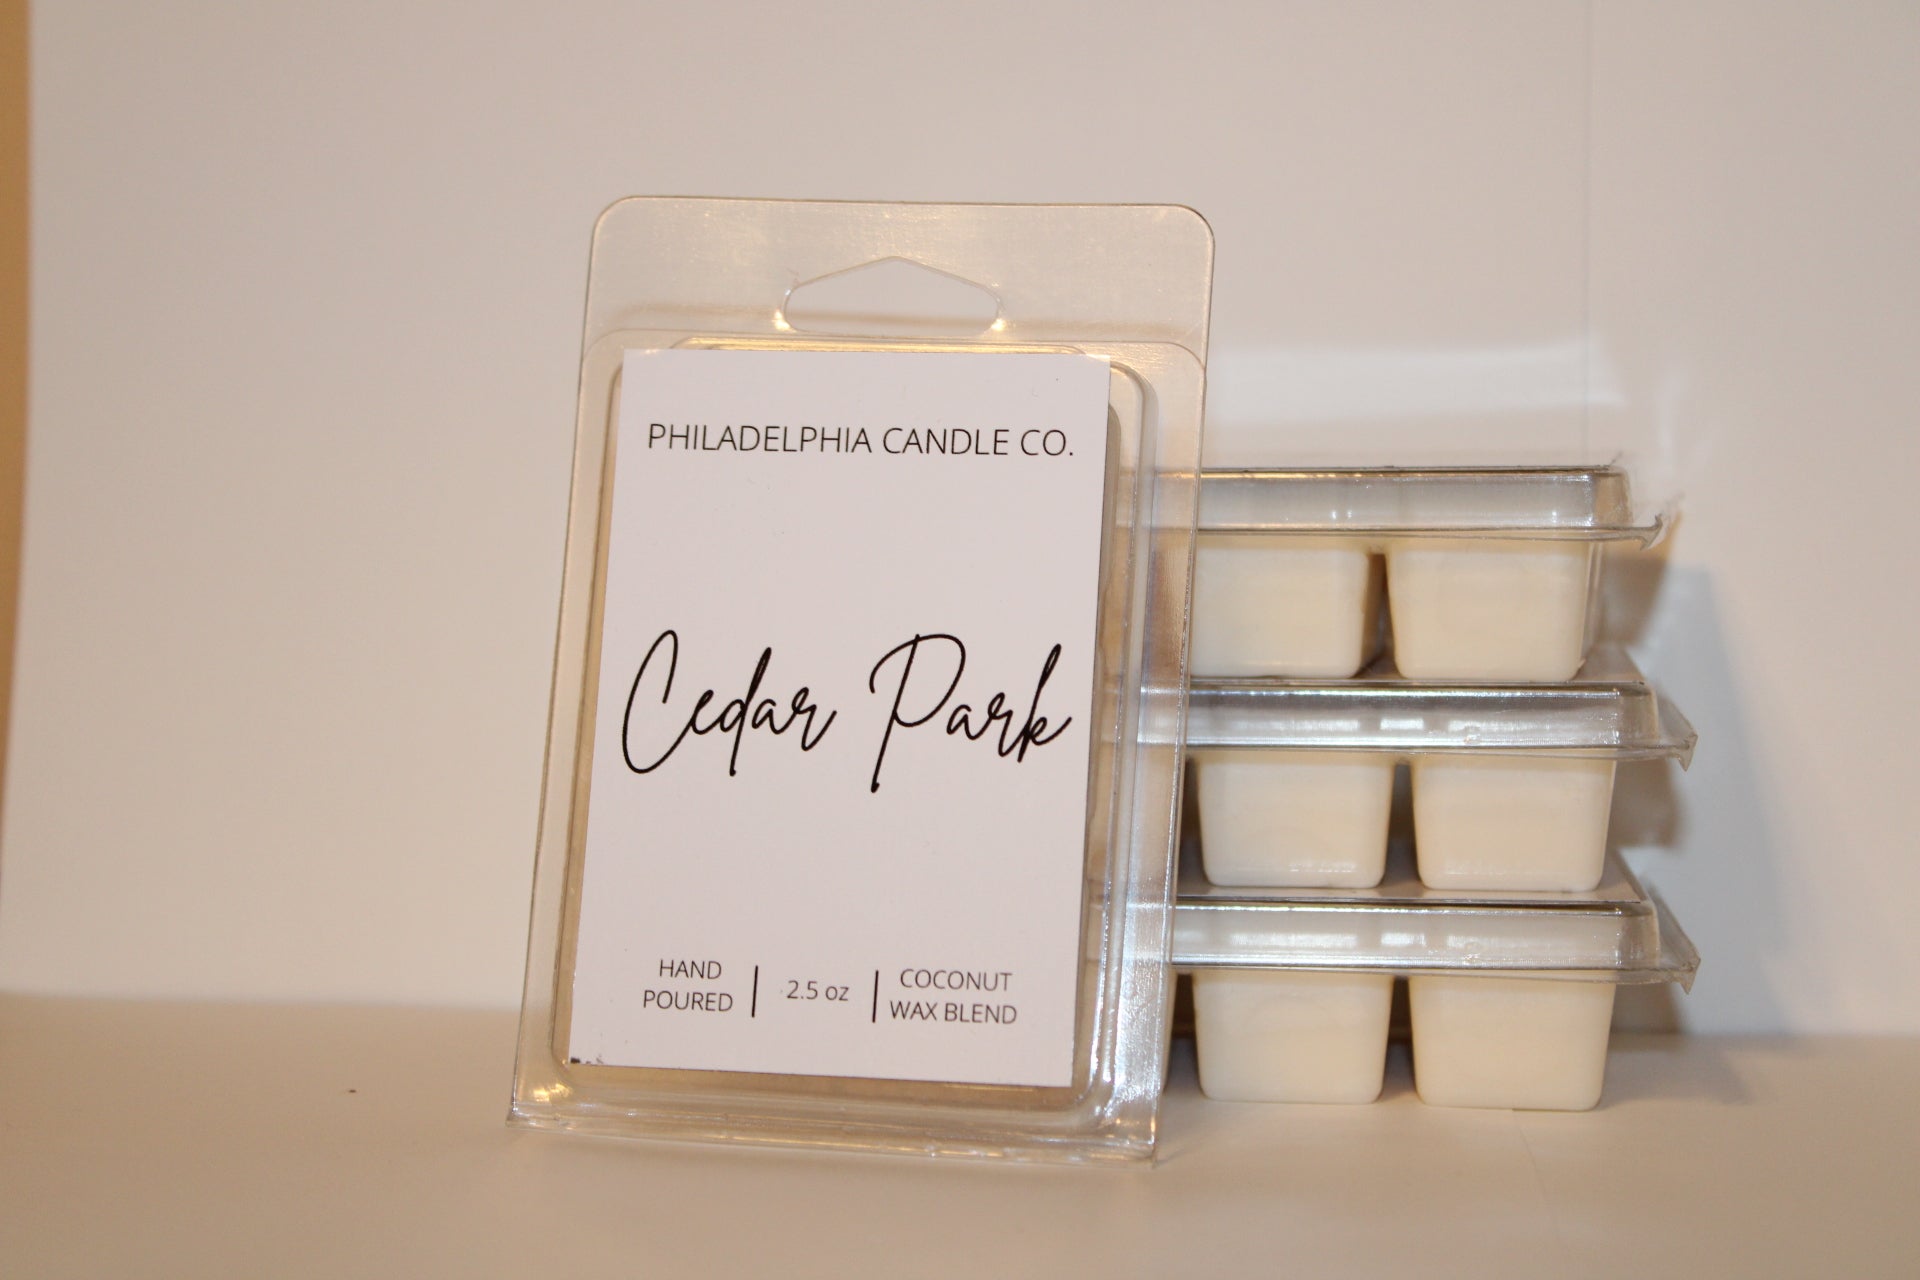 PHILADELPHIA CANDLE CO.
Cedar Park
HAND
POURED
2.5 oz
COCONUT
WAX BLEND